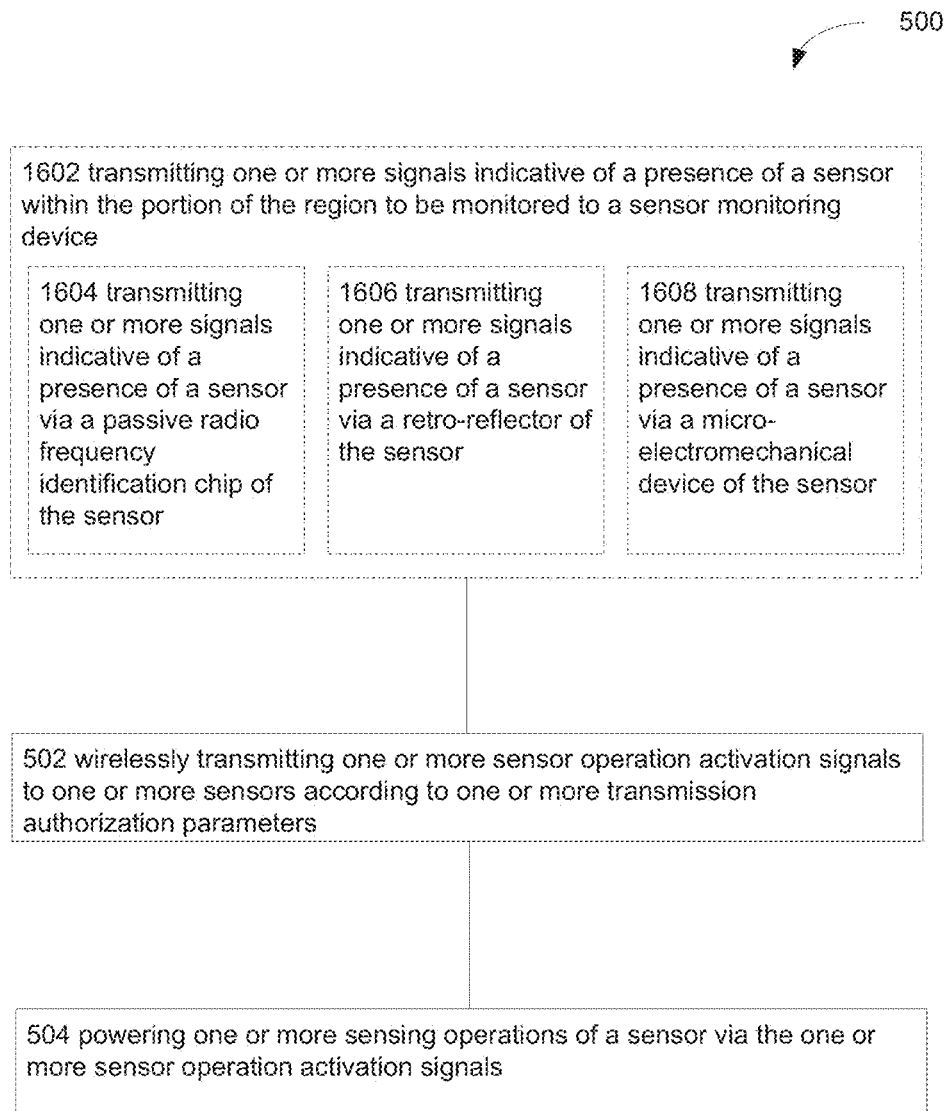 500
1602 transmitting one or more signals indicative of a presence of a sensor
within the portion of the region to be monitored to a sensor monitoring
device
1604 transmitting
one or more signals
indicative of a
presence of a sensor
via a passive radio
frequency
identification chip of
the sensor
1606 transmitting
one or more signals
indicative of a
presence of a sensor
via a retro-reflector of
the sensor
1608 transmitting
one or more signals
indicative of a
presence of a sensor
via a micro-
electromechanical
device of the sensor
502 wirelessly transmitting one or more sensor operation activation signals
to one or more sensors according to one or more transmission
authorization parameters
504 powering one or more sensing operations of a sensor via the one or
more sensor operation activation signals